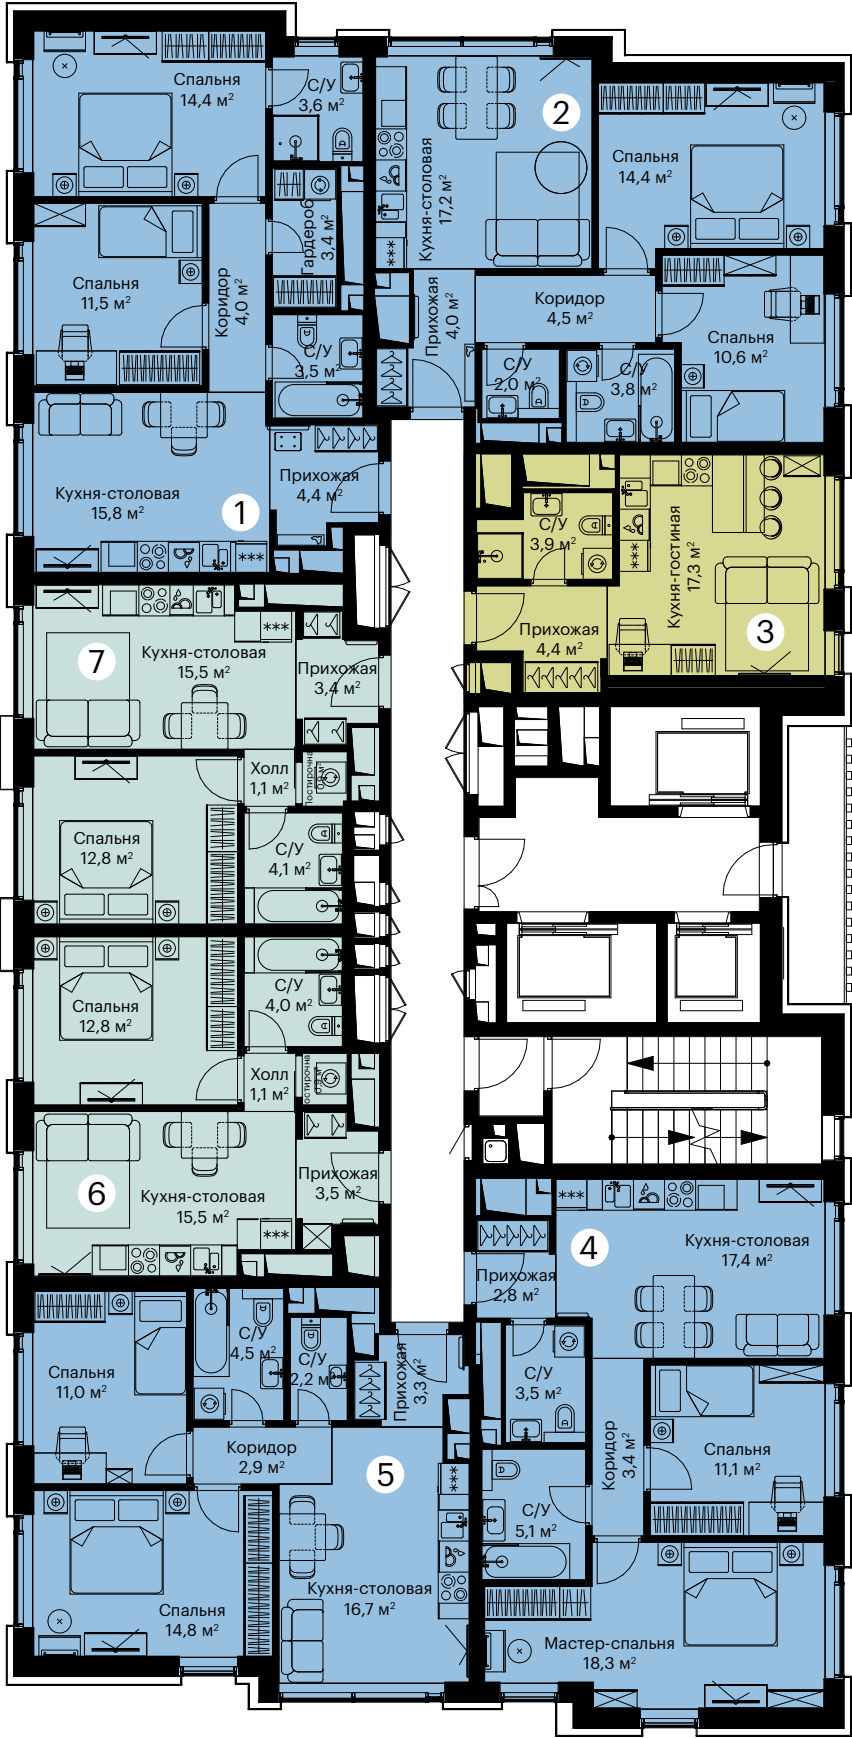 Спальня
14,4 м²
С/У
3,6 м²
Гардероб
3,4 м²
Спальня
11,5 м²
Коридор
4,0 м²
С/У
3,5 м²
Кухня-столовая
15,8 м²
1
Прихожая
4,4 м²
***
2
Кухня-столовая
17,2 м²
***
Спальня
14,4 м²
Прихожая
4,0 м²
Коридор
4,5 м²
Спальня
10,6 м²
С/У
2,0 м²
С/У
3,8 м²
С/У
3,9 м²
***
Кухня-гостиная
17,3 м²
Прихожая
4,4 м²
3
***
7
Кухня-столовая
15,5 м²
Прихожая
3,4 м²
Холл
1,1 м²
Спальня
12,8 м²
С/У
4,1 м²
Спальня
12,8 м²
С/У
4,0 м²
Холл
1,1 м²
0,9 м²
6
Кухня-столовая
15,5 м²
***
Прихожая
3,5 м²
***
4
Кухня-столовая
17,4 м²
Прихожая
2,8 м²
С/У
3,5 м²
Коридор
3,4 м²
Спальня
11,1 м²
С/У
5,1 м²
Мастер-спальня
18,3 м²
Спальня
11,0 м²
С/У
4,5 м²
С/У
2,2 м²
Прихожая
3,3 м²
Коридор
2,9 м²
5
***
Кухня-столовая
16,7 м²
Спальня
14,8 м²